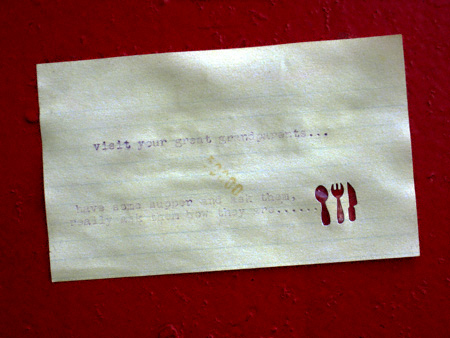 visit your great grandparents...
have some supper and ask them,
really ask them how they are......